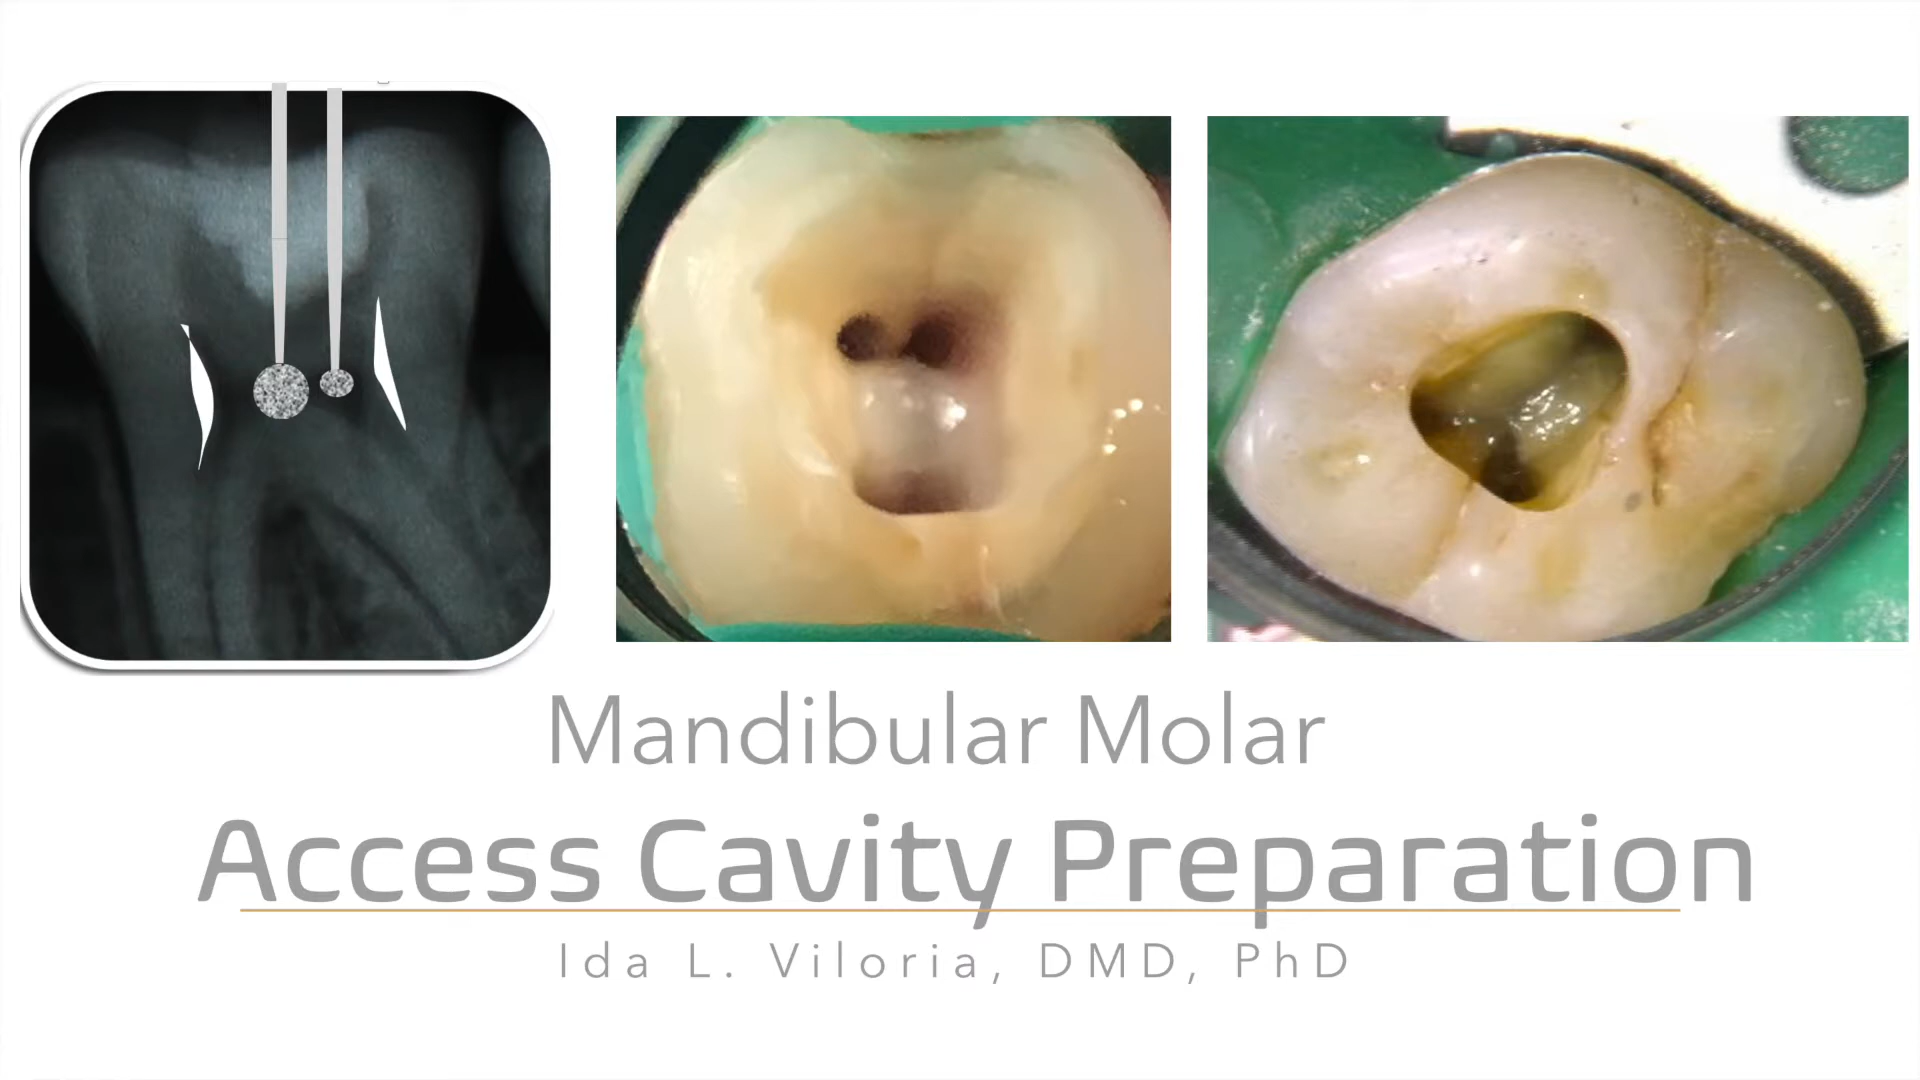 Mandibular Molar
Access Cavity Preparation
Ida L. Viloria, DMD, PhD